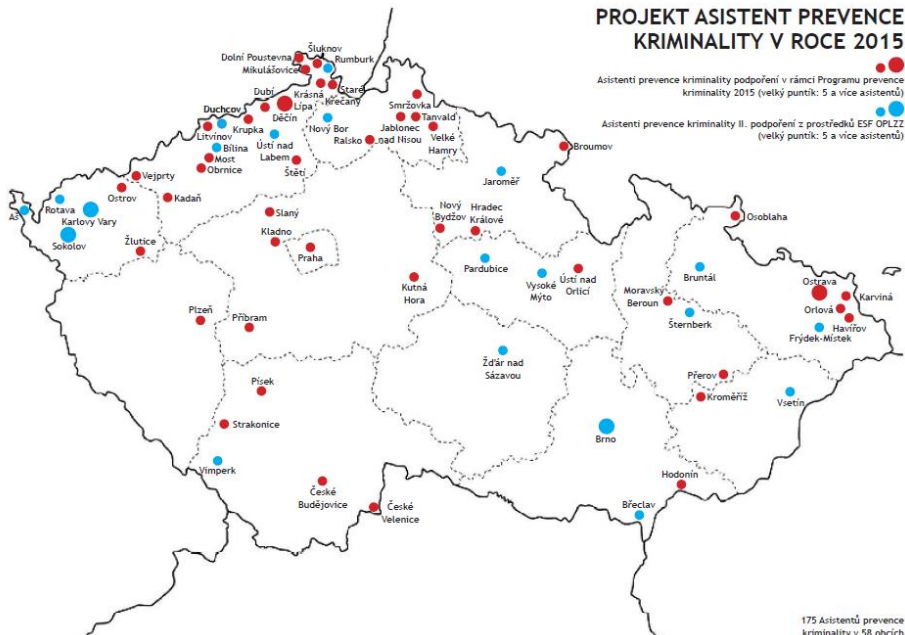 PROJEKT ASISTENT PREVENCE
KRIMINALITY V ROCE 2015
Asistenti prevence kriminality podpoření v rámci Programu prevence
kriminality 2015 (velký puntík: 5 a více asistentů)
Asistenti prevence kriminality II. podpoření z prostředků ESF OPLZZ
(velký puntík: 5 a více asistentů)
Šluknov
Dolní Poustevna
Rumburk
Mikulášovice
Dubí
Krásná
Lípa
Staré
Křečany
Děčín
Duchcov
Krupka
Litvínov
Bílina
Ústí nad
Labem
Nový Bor
Most
Obrnice
Štětí
Ralsko
Smržovka
Tanvald
Jablonec
nad Nisou
Velké
Hamry
Broumov
Jaroměř
Vejprty
Ostrov
Kadaň
Aš
Rotava
Karlovy Vary
Sokolov
Žlutice
Slaný
Kladno
Praha
Nový
Bydžov
Hradec
Králové
Osoblaha
Pardubice
Vysoké
Mýto
Ústí nad
Orlicí
Bruntál
Kutná
Hora
Moravský
Beroun
Šternberk
Ostrava
Karviná
Orlová
Havířov
Frýdek-Místek
Plzeň
Příbram
Žďár nad
Sázavou
Písek
Strakonice
Přerov
Kroměříž
Vsetín
Brno
Vimperk
České
Budějovice
České
Velenice
Hodonín
Břeclav
175 Asistentů prevence
kriminality v 58 obcích